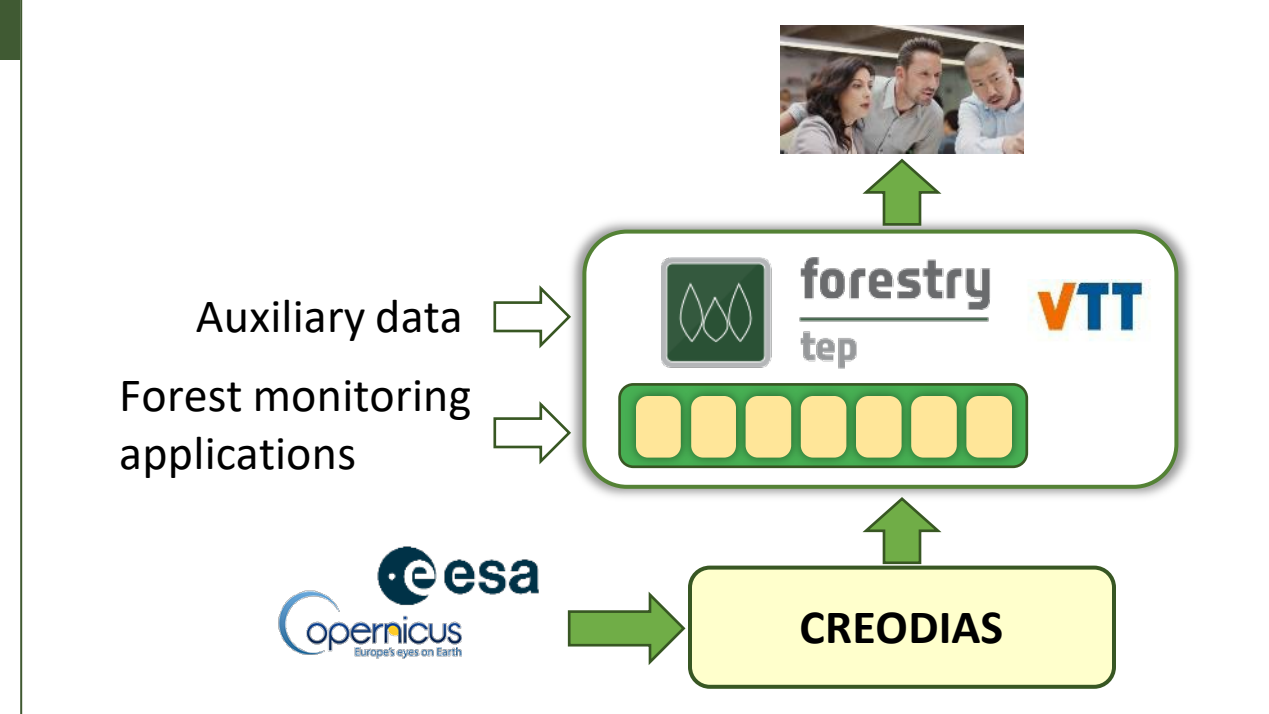 forestry
tep
VTT
Auxiliary data
Forest monitoring
applications
esa
opernicus
Europe's eyes on Earth
CREODIAS